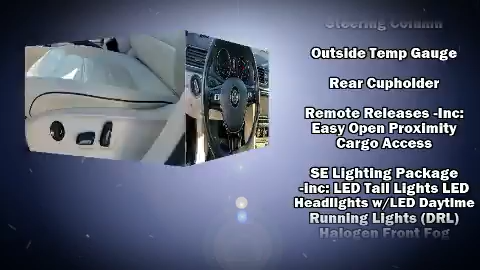 Steering Column
Outside Temp Gauge
Rear Cupholder
Remote Releases -Inc:
Easy Open Proximity
Cargo Access
SE Lighting Package
-inc: LED Tail Lights LED
Headlights w/LED Daytime
Running Lights (DRL)
Halogen Front Fog